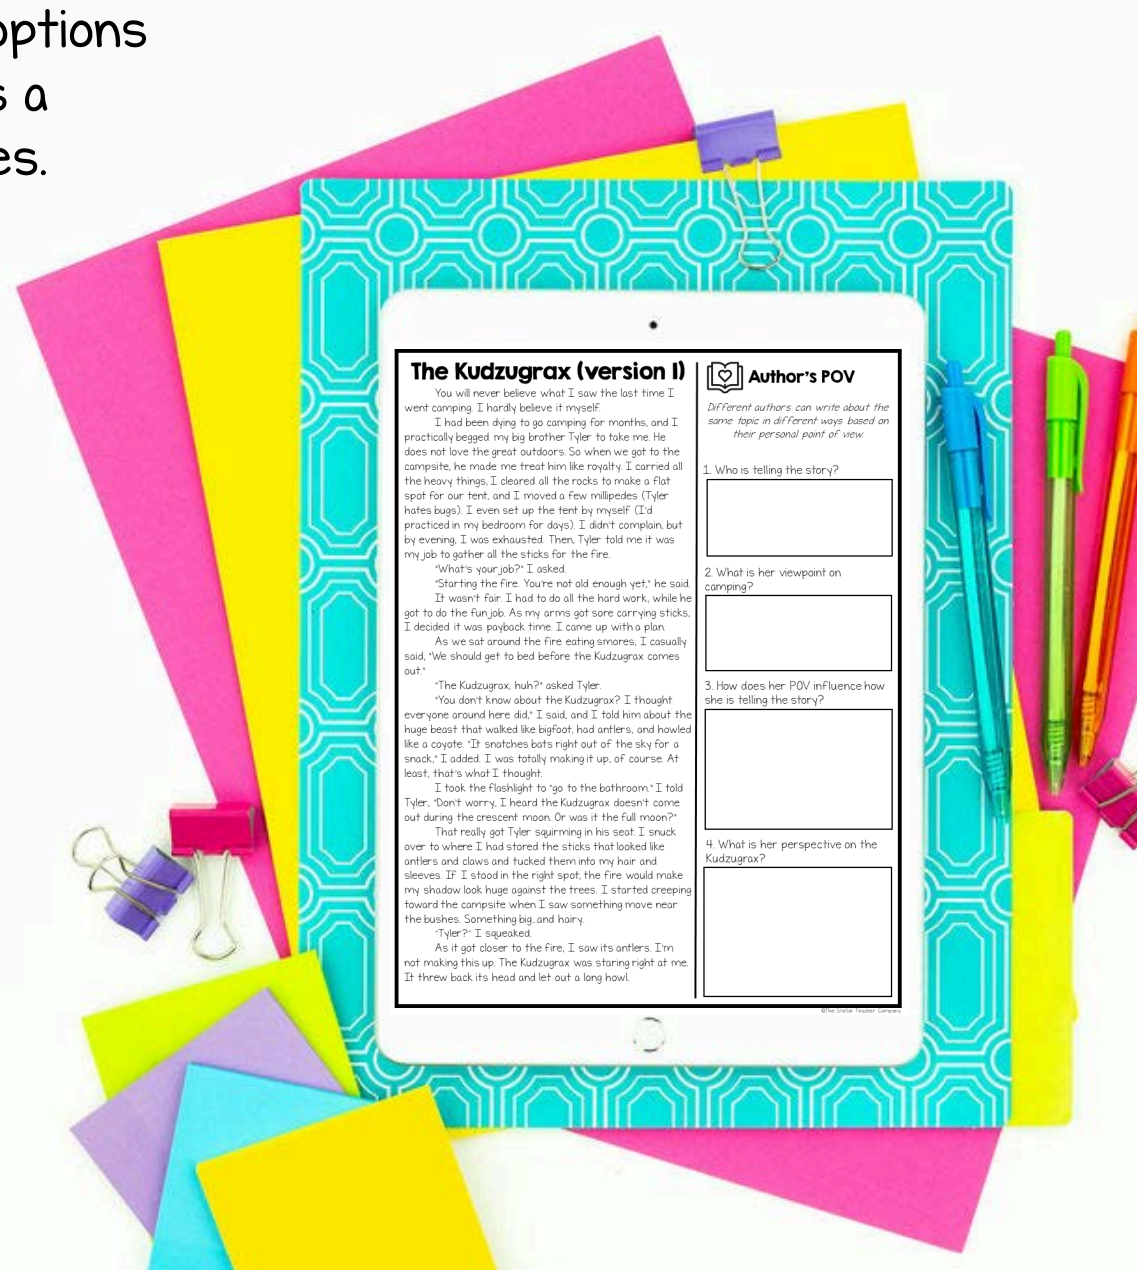 options
s a
es.
The Kudzugrax (version 1)
You will never believe what I saw the last time I
went camping. I hardly believe it myself.
I had been dying to go camping for months, and I
practically begged my big brother Tyler to take me. He
does not love the great outdoors. So when we got to the
campsite, he made me treat him like royalty. I carried all
the heavy things, I cleared all the rocks to make a flat
spot for our tent, and I moved a few millipedes (Tyler
hates bugs). I even set up the tent by myself (I'd
practiced in my bedroom for days). I didn't complain, but
by evening, I was exhausted. Then, Tyler told me it was
my job to gather all the sticks for the fire.
"What's your job?" I asked.
"Starting the fire. You're not old enough yet," he said.
It wasn't fair. I had to do all the hard work, while he
got to do the fun job. As my arms got sore carrying sticks,
I decided it was payback time. I came up with a plan.
As we sat around the fire eating smores, I casually
said, "We should get to bed before the Kudzugrax comes
out."
"The Kudzugrax, huh?" asked Tyler.
"You don't know about the Kudzugrax? I thought
everyone around here did," I said, and I told him about the
huge beast that walked like bigfoot, had antlers, and howled
like a coyote. "It snatches bats right out of the sky for a
snack," I added. I was totally making it up, of course. At
least, that's what I thought.
I took the flashlight to "go to the bathroom." I told
Tyler, "Don't worry, I heard the Kudzugrax doesn't come
out during the crescent moon. Or was it the full moon?"
That really got Tyler squirming in his seat. I snuck
over to where I had stored the sticks that looked like
antlers and claws and tucked them into my hair and
sleeves. If I stood in the right spot, the fire would make
my shadow look huge against the trees. I started creeping
toward the campsite when I saw something move near
the bushes. Something big...and hairy.
"Tyler?" I squeaked.
As it got closer to the fire, I saw its antlers. I'm
not making this up. The Kudzugrax was staring right at me.
It threw back its head and let out a long howl.
Author's POV
Different authors can write about the
same topic in different ways based on
their personal point of view.
1. Who is telling the story?
2. What is her viewpoint on
camping?
3. How does her POV influence how
she is telling the story?
4. What is her perspective on the
Kudzugrax?
©The Stellar Teacher Company